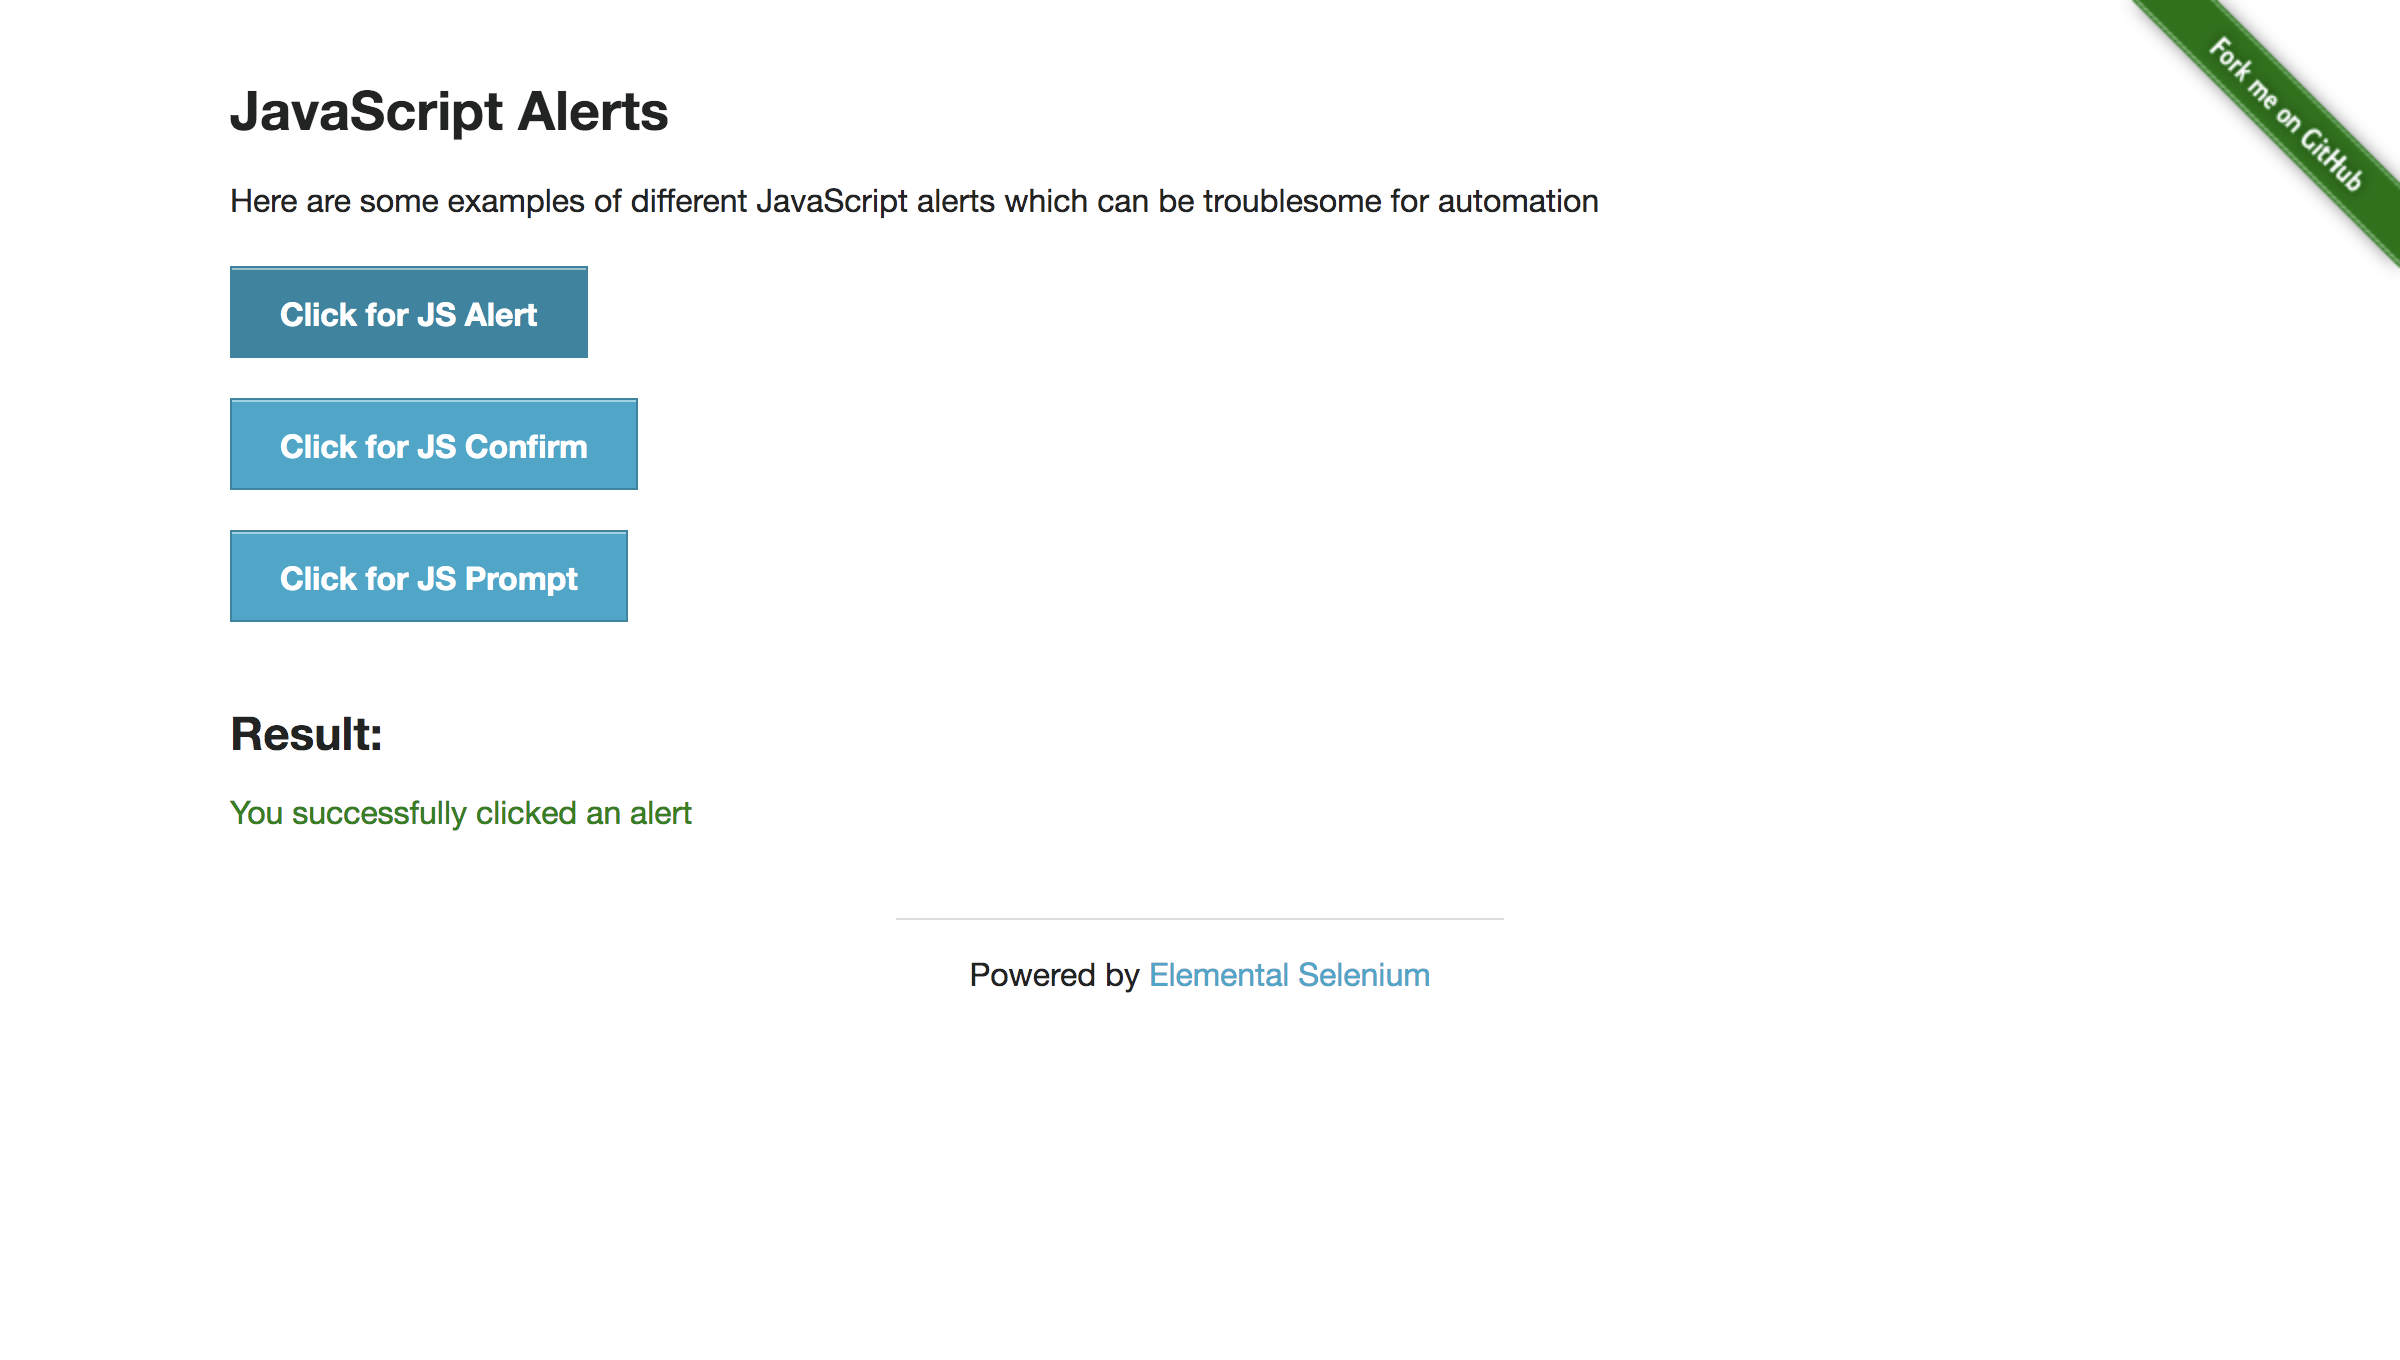 Fork me on GitHub
JavaScript Alerts
Here are some examples of different JavaScript alerts which can be troublesome for automation
Click for JS Alert
Click for JS Confirm
Click for JS Prompt
Result:
You successfully clicked an alert
Powered by Elemental Selenium